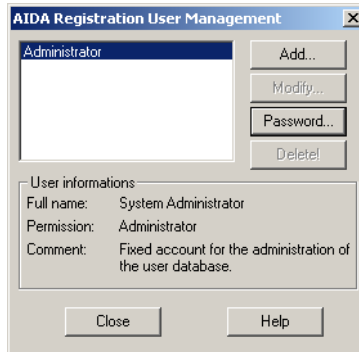 AIDA Registration User Management
Administrator
Add...
Modify...
Password...
Delete!
User informations
Full name: System Administrator
Permission: Administrator
Comment: Fixed account for the administration of
the user database.
Close Help